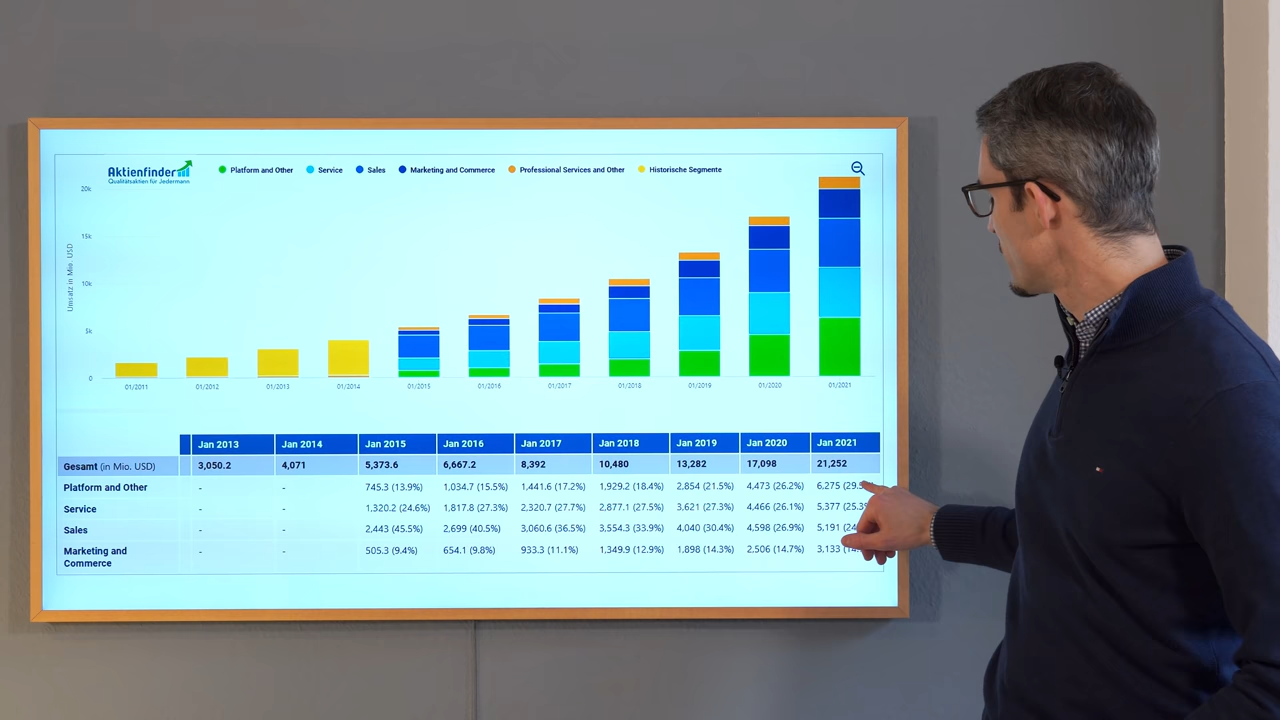 Aktienfinder
Qualitätsaktien für Jedermann
Platform and Other Service Sales Marketing and Commerce Professional Services and Other Historische Segmente
Umsatz in Mio. USD
20k
15k
10k
5k
0
01/2011 01/2012 01/2013 01/2014 01/2015 01/2016 01/2017 01/2018 01/2019 01/2020 01/2021
Jan 2013 Jan 2014 Jan 2015 Jan 2016 Jan 2017 Jan 2018 Jan 2019 Jan 2020 Jan 2021
Gesamt (in Mio. USD) 3,050.2 4,071 5,373.6 6,667.2 8,392 10,480 13,282 17,098 21,252
Platform and Other - - 745.3 (13.9%) 1,034.7 (15.5%) 1,441.6 (17.2%) 1,929.2 (18.4%) 2,854 (21.5%) 4,473 (26.2%) 6,275
Service - - 1,320.2 (24.6%) 1,817.8 (27.3%) 2,320.7 (27.7%) 2,877.1 (27.5%) 3,621 (27.3%) 4,466 (26.1%) 5,377
Sales - - 2,443 (45.5%) 2,699 (40.5%) 3,060.6 (36.5%) 3,554.3 (33.9%) 4,040 (30.4%) 4,598 (26.9%) 5,191
Marketing and - - 505.3 (9.4%) 654.1 (9.8%) 933.3 (11.1%) 1,349.9 (12.9%) 1,898 (14.3%) 2,506 (14.7%) 3,133
Commerce